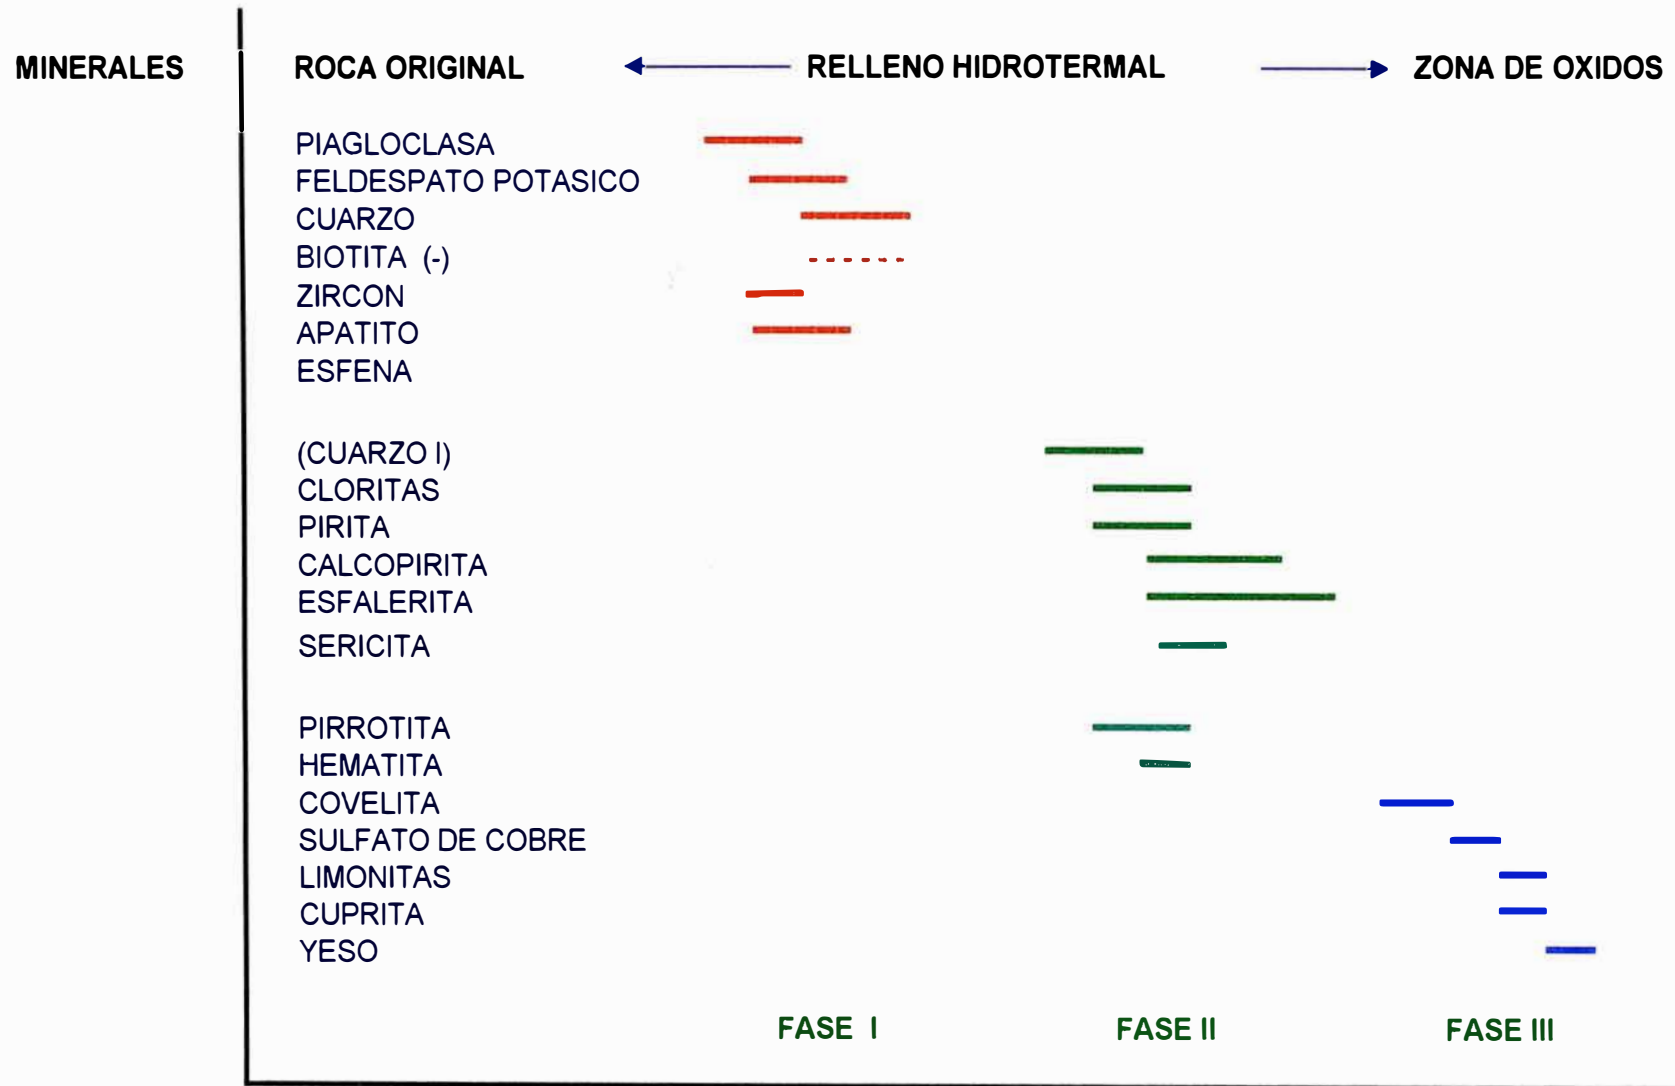 MINERALES ROCA ORIGINAL RELLENO HIDROTERMAL ZONA DE OXIDOS
PIAGLOCLASA
FELDESPATO POTASICO
CUARZO
BIOTITA (-)
ZIRCON
APATITO
ESFENA
(CUARZO I)
CLORITAS
PIRITA
CALCOPIRITA
ESFALERITA
SERICITA
PIRROTITA
HEMATITA
COVELITA
SULFATO DE COBRE
LIMONITAS
CUPRITA
YESO
FASE I FASE II FASE III